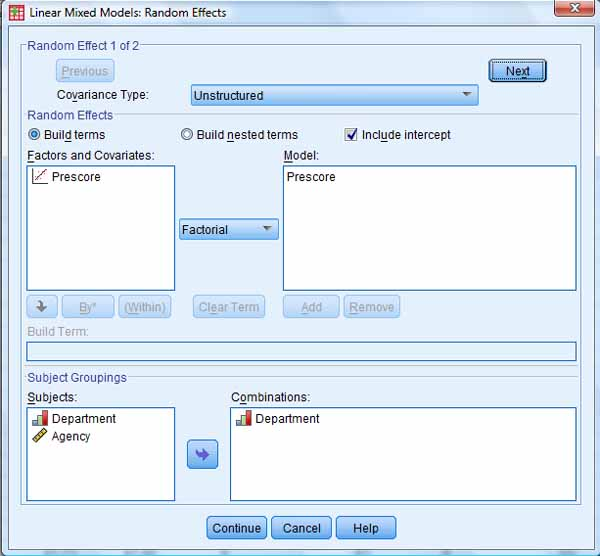 Linear Mixed Models: Random Effects
Random Effect 1 of 2
Previous
Next
Covariance Type:
Unstructured
Random Effects
Build terms
Build nested terms
Include intercept
Factors and Covariates:
Model:
Prescore
Prescore
Factorial
By*
(Within)
Clear Term
Add
Remove
Build Term:
Subject Groupings
Subjects:
Combinations:
Department
Department
Agency
Continue
Cancel
Help